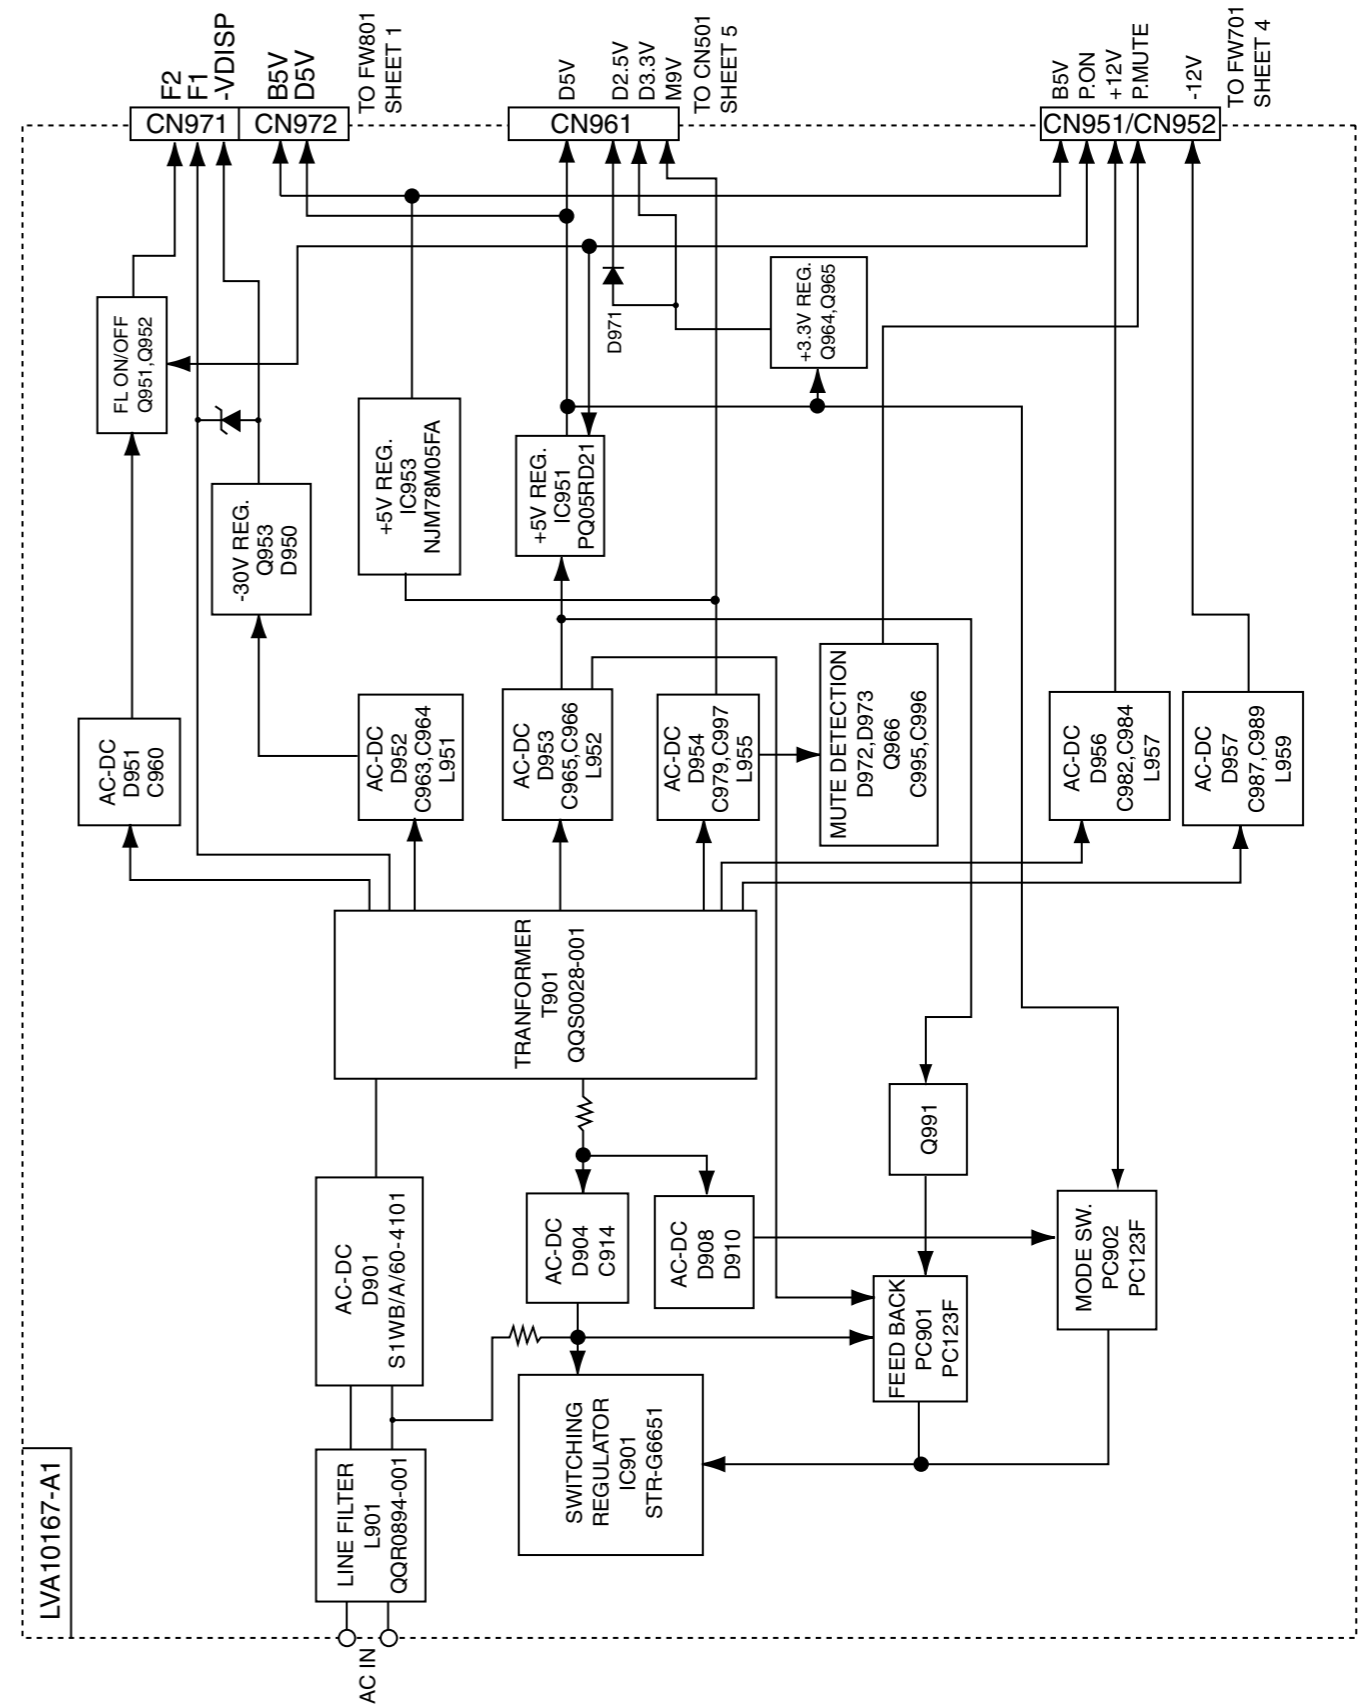 LVA10167-A1
AC IN
LINE FILTER
L901
QQR0894-001
AC-DC
D901
S1WB/A/60-4101
SWITCHING
REGULATOR
IC901
STR-G6651
AC-DC
D904
C914
AC-DC
D908
D910
FEED BACK
PC901
PC123F
MODE SW.
PC902
PC123F
Q991
TRANFORMER
T901
QQS0028-001
AC-DC
D951
C960
AC-DC
D952
C963,C964
L951
AC-DC
D953
C965,C966
L952
AC-DC
D954
C979,C997
L955
MUTE DETECTION
D972,D973
Q966
C995,C996
AC-DC
D956
C982,C984
L957
AC-DC
D957
C987,C989
L959
FL ON/OFF
Q951,Q952
-30V REG.
Q953
D950
+5V REG.
IC953
NJM78M05FA
+5V REG.
IC951
PQ05RD21
D971
+3.3V REG.
Q964,Q965
CN971
CN972
CN961
CN951/CN952
F2
F1
-VDISP
B5V
D5V
TO FW801
SHEET 1
D5V
D2.5V
D3.3V
M9V
TO CN501
SHEET 5
B5V
P.ON
+12V
P.MUTE
-12V
TO FW701
SHEET 4